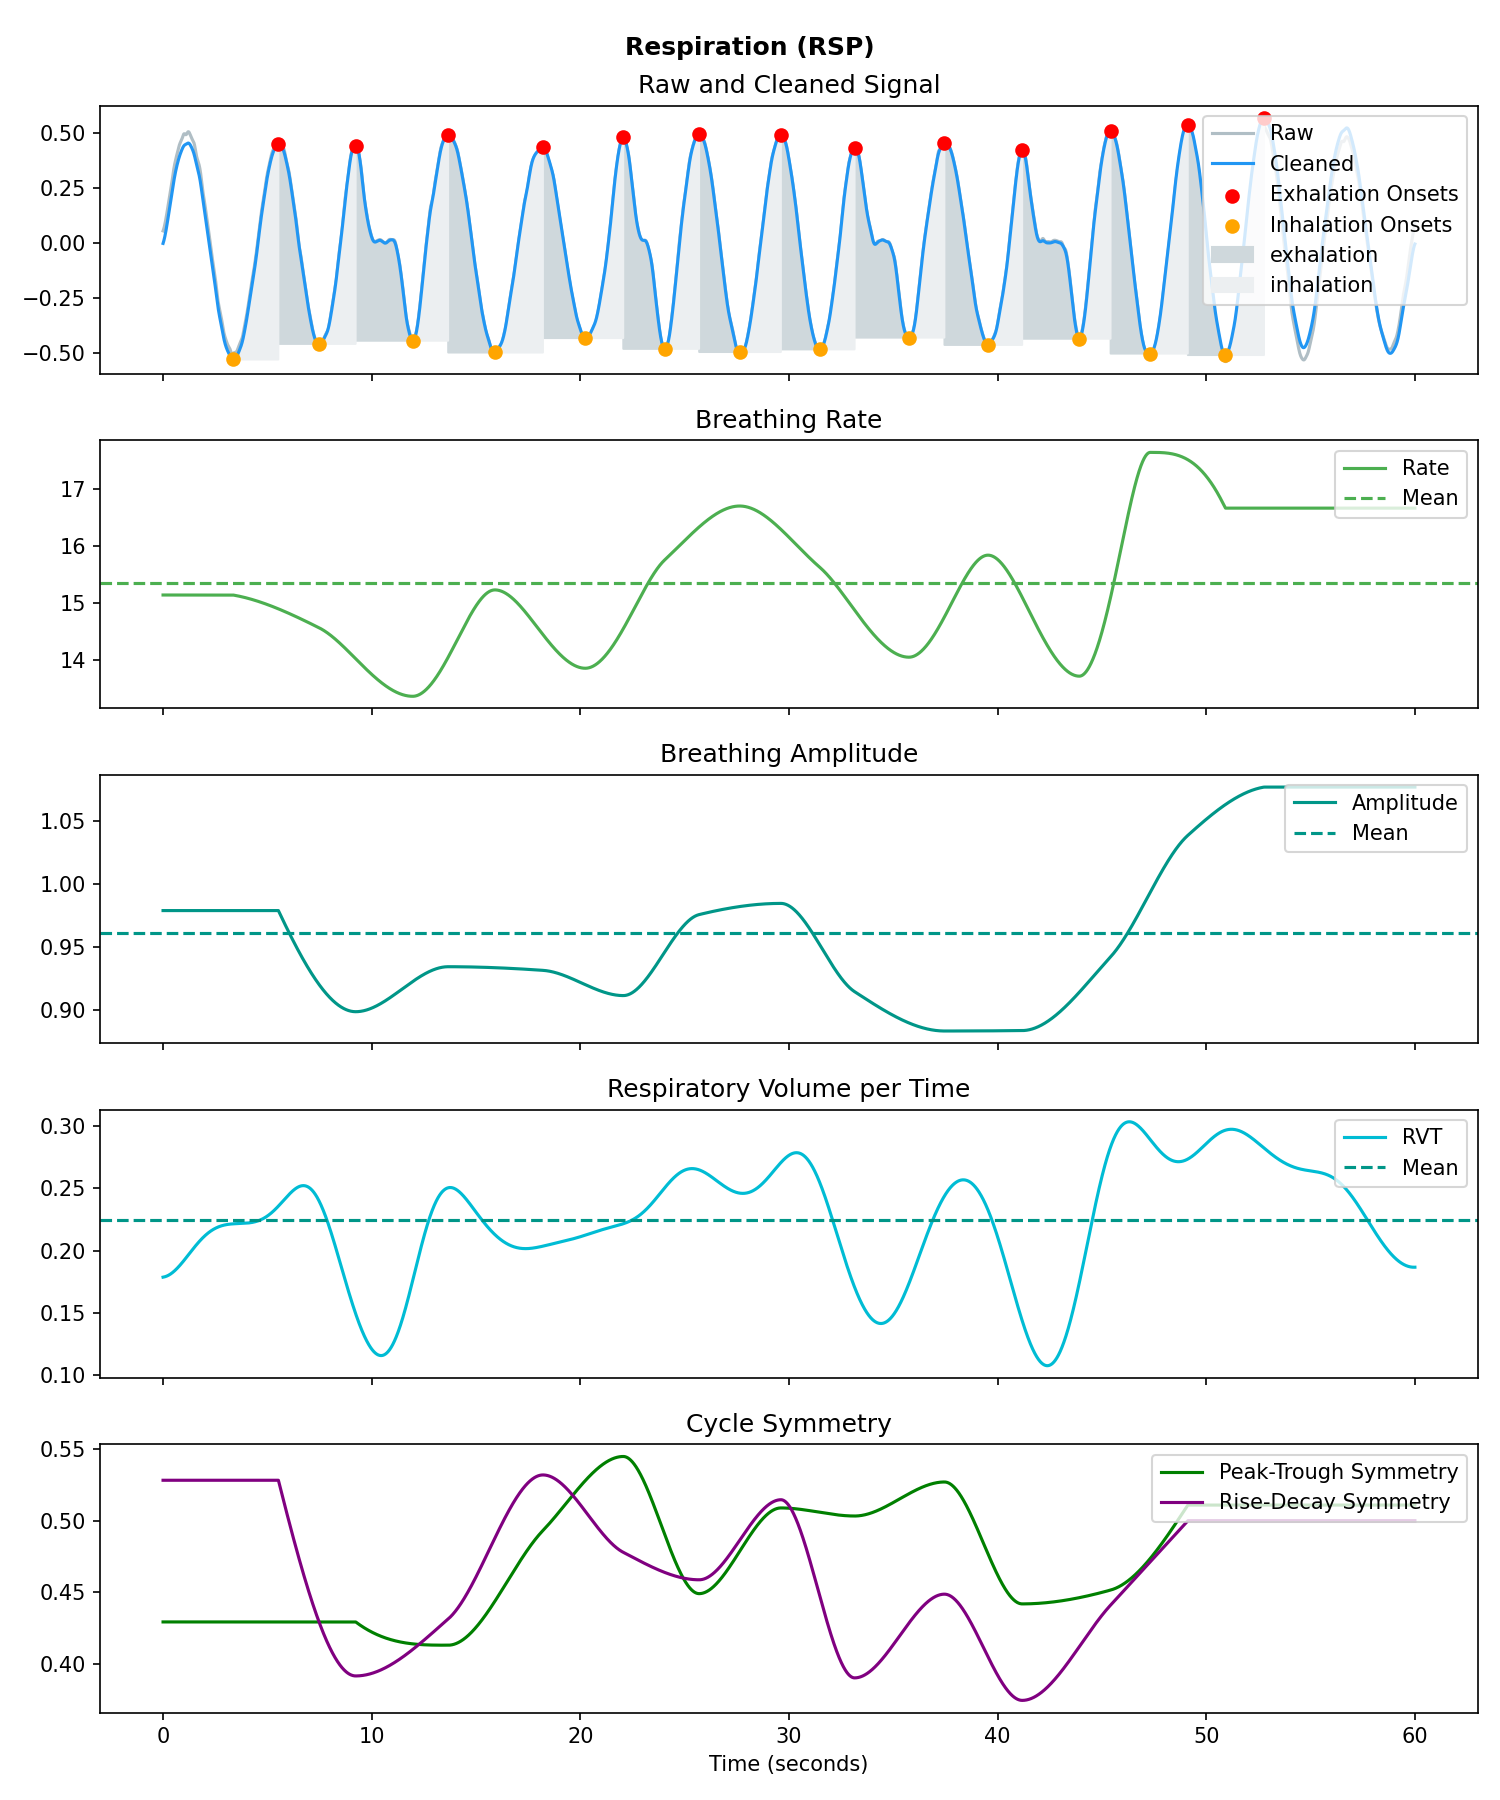 Respiration (RSP)
Raw and Cleaned Signal
0.50
0.25
0.00
−0.25
−0.50
Raw
Cleaned
Exhalation Onsets
Inhalation Onsets
exhalation
inhalation
Breathing Rate
17
16
15
14
Rate
Mean
Breathing Amplitude
1.05
1.00
0.95
0.90
Amplitude
Mean
Respiratory Volume per Time
0.30
0.25
0.20
0.15
0.10
RVT
Mean
Cycle Symmetry
0.55
0.50
0.45
0.40
Peak-Trough Symmetry
Rise-Decay Symmetry
0 10 20 30 40 50 60
Time (seconds)